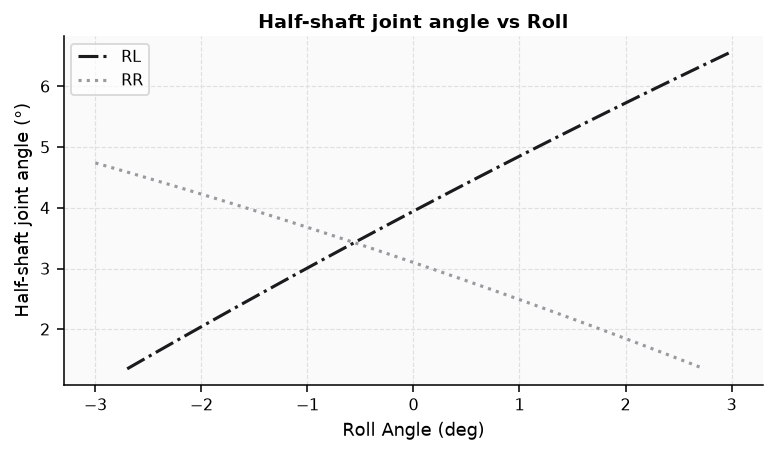 Half-shaft joint angle vs Roll
RL
RR
Half-shaft joint angle (°)
6
5
4
3
2
−3 −2 −1 0 1 2 3
Roll Angle (deg)